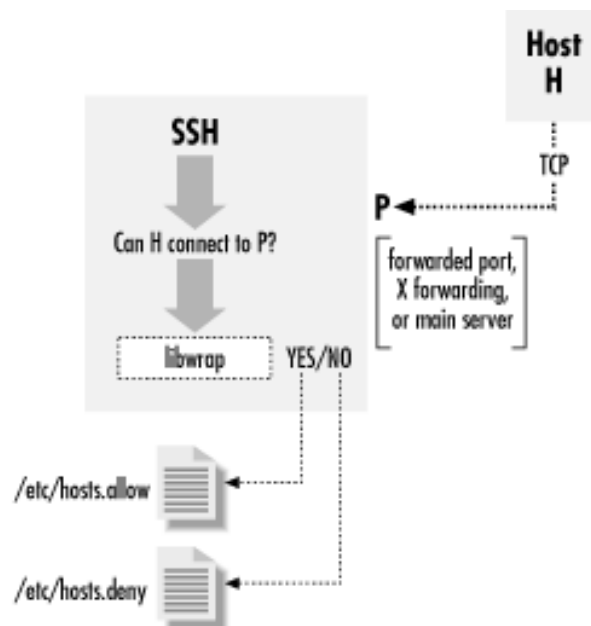 Host
H
TCP
SSH
P
Can H connect to P?
forwarded port,
X forwarding,
or main server
libwrap
YES/NO
/etc/hosts.allow
/etc/hosts.deny